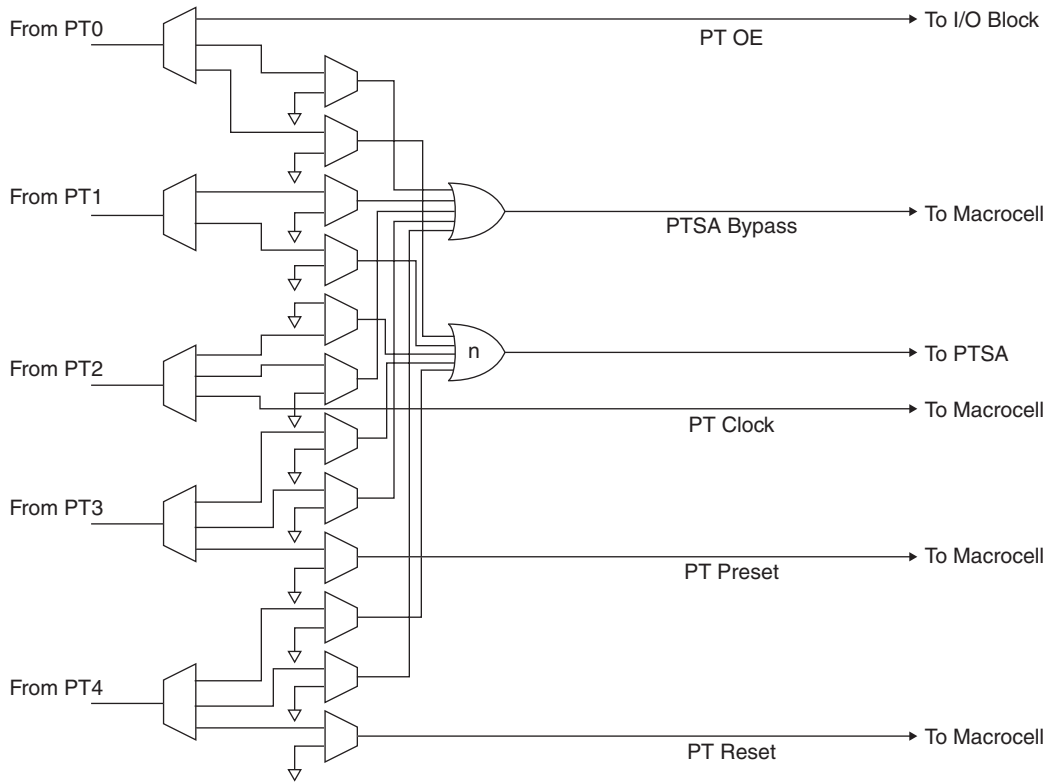 From PT0
To I/O Block
PT OE
From PT1
To Macrocell
PTSA Bypass
n
To PTSA
From PT2
To Macrocell
PT Clock
From PT3
To Macrocell
PT Preset
From PT4
To Macrocell
PT Reset